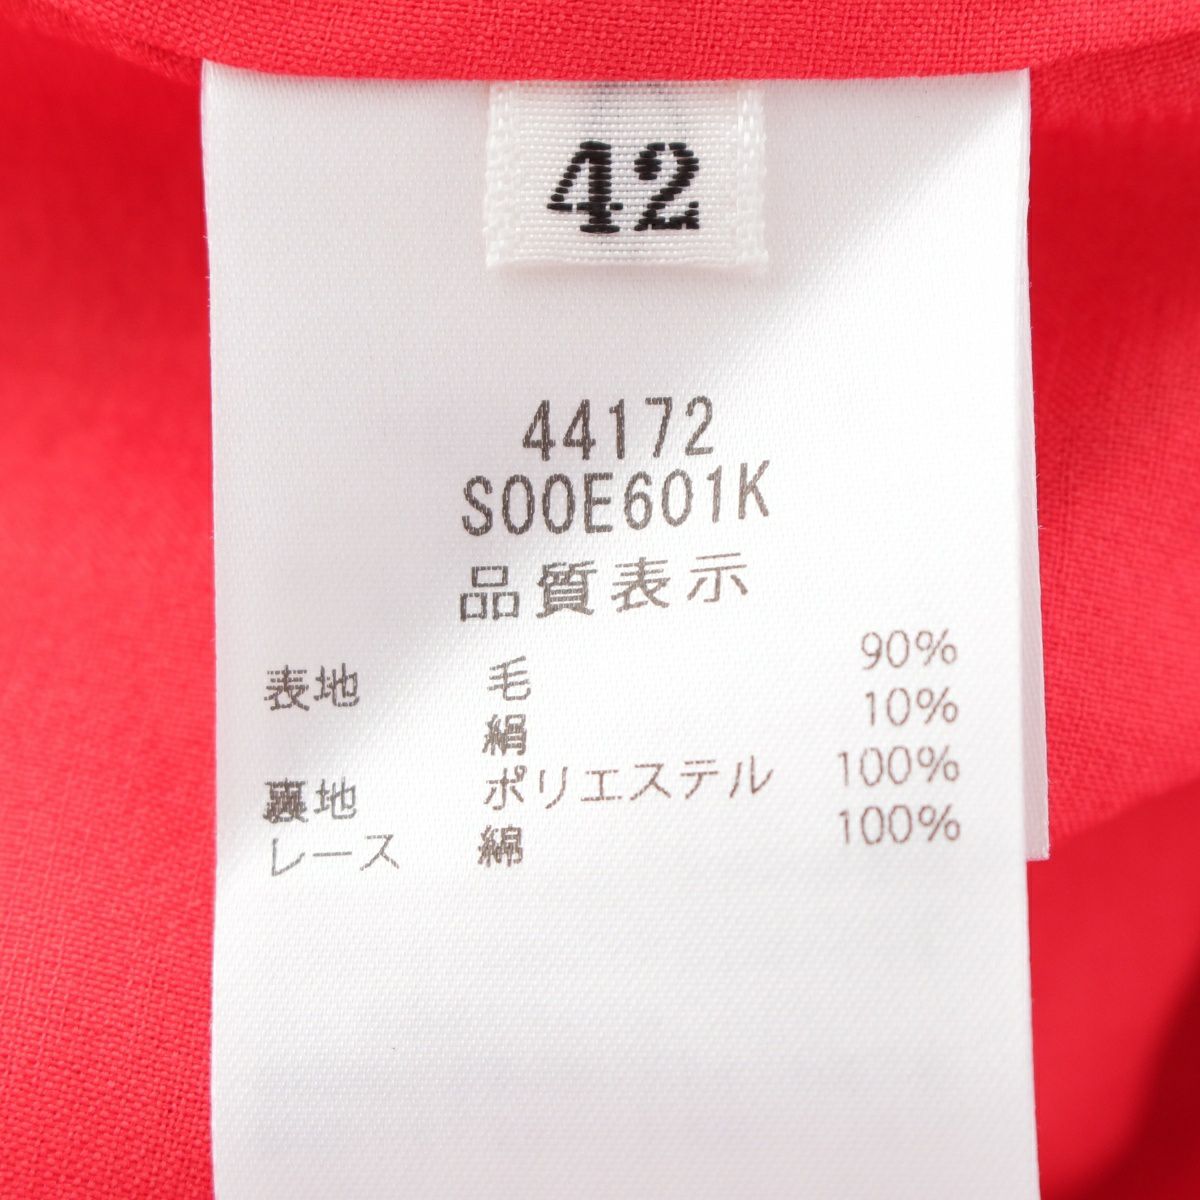 42
44172
S00E601K
品質表示
表地 毛 90%
絹 10%
裏地 ポリエステル 100%
レース 綿 100%